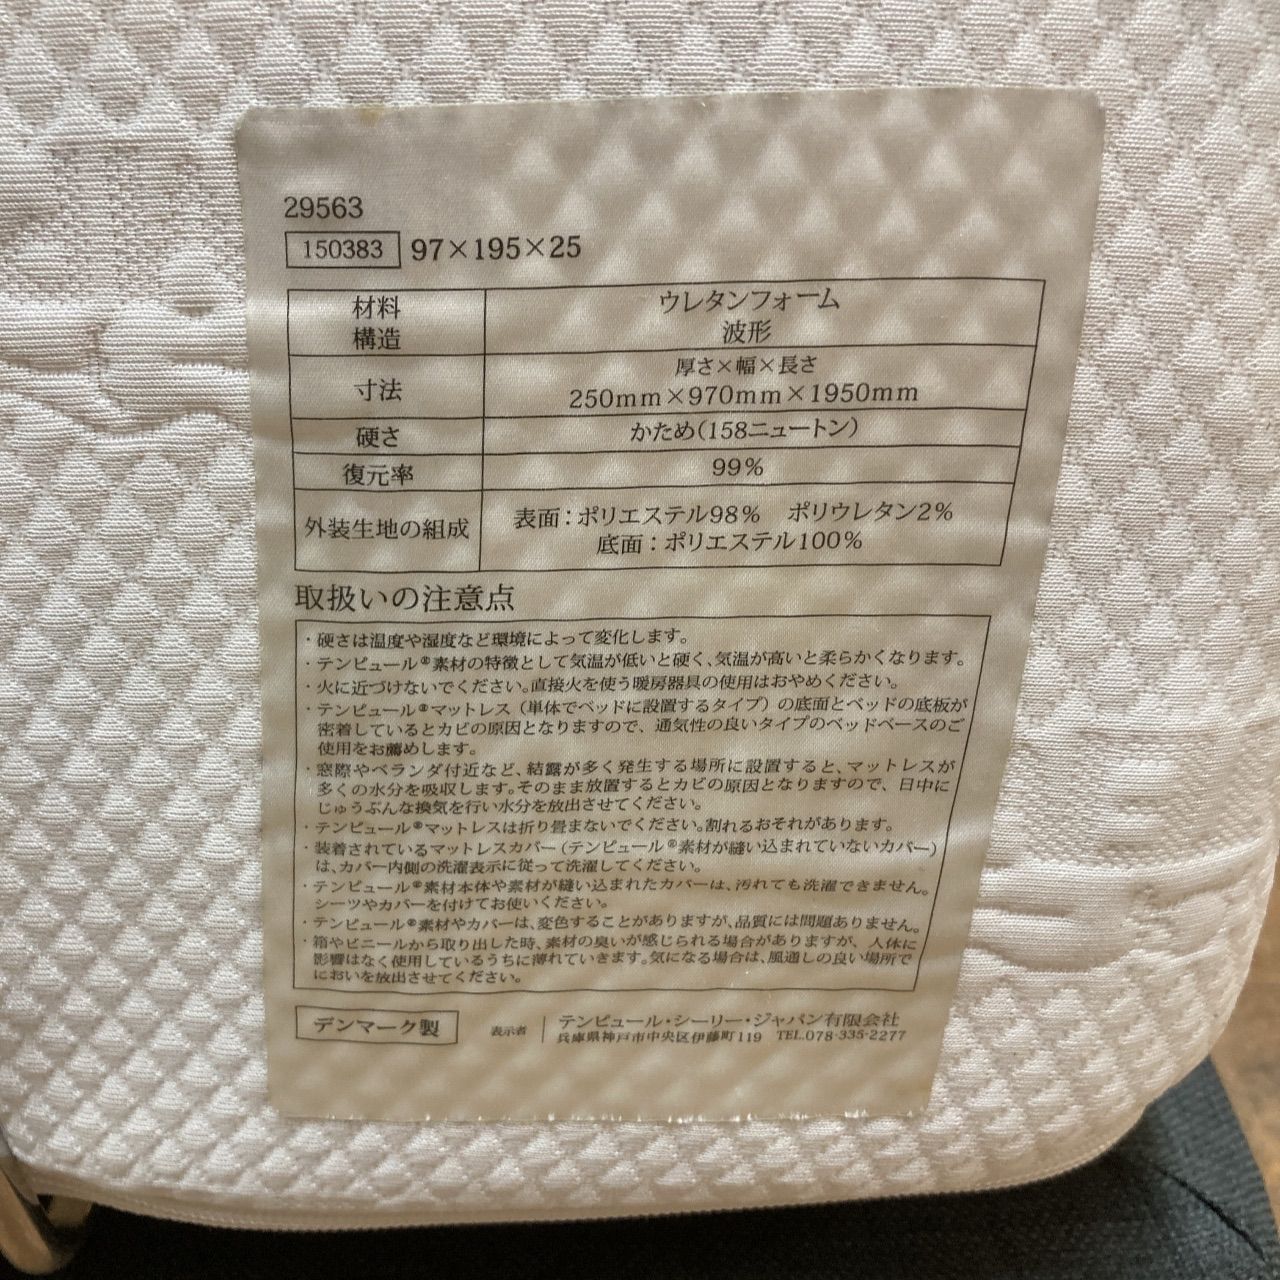 29563
150383 97×195×25
材料 ウレタンフォーム
構造 波形
寸法 厚さ×幅×長さ
250mm×970mm×1950mm
硬さ かため(158ニュートン)
復元率 99%
外装生地の組成 表面:ポリエステル98% ポリウレタン2%
底面:ポリエステル100%
取扱いの注意点
・硬さは温度や湿度など環境によって変化します。
・テンピュール®素材の特徴として気温が低いと硬く、気温が高いと柔らかくなります。
・火に近づけないでください。直接火を使う暖房器具の使用はおやめください。
・テンピュール®マットレス(単体でベッドに設置するタイプ)の底面とベッドの底板が
密着しているとカビの原因となりますので、通気性の良いタイプのベッドベースのご
使用をお薦めします。
・窓際やベランダ付近など、結露が多く発生する場所に設置すると、マットレスが
多くの水分を吸収します。そのまま放置するとカビの原因となりますので、日中に
じゅうぶんな換気を行い水分を放出させてください。
・テンピュール®マットレスは折り畳まないでください。割れるおそれがあります。
・装着されているマットレスカバー(テンピュール®素材が縫い込まれていないカバー)
は、カバー内側の洗濯表示に従って洗濯してください。
・テンピュール®素材本体や素材が縫い込まれたカバーは、汚れても洗濯できません。
シーツやカバーを付けてお使いください。
・テンピュール®素材やカバーは、変色することがありますが、品質には問題ありません。
・箱やビニールから取り出した時、素材の臭いが感じられる場合がありますが、人体に
影響はなく使用しているうちに薄れていきます。気になる場合は、風通しの良い場所で
においを放出させてください。
デンマーク製 表示者 テンピュール・シーリー・ジャパン有限会社
兵庫県神戸市中央区伊藤町119 TEL.078-335-2277